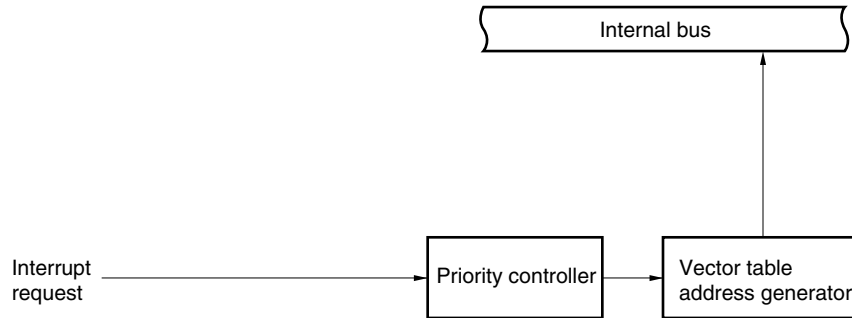 Internal bus
Interrupt
request
Priority controller
Vector table
address generator